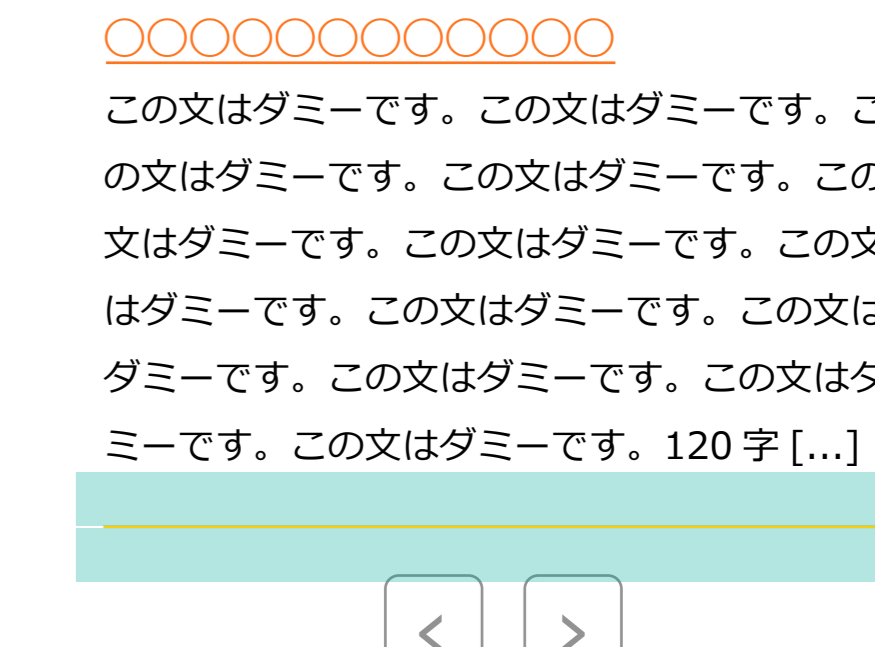 〇〇〇〇〇〇〇〇〇〇〇〇
この文はダミーです。この文はダミーです。こ
の文はダミーです。この文はダミーです。この
文はダミーです。この文はダミーです。この文
はダミーです。この文はダミーです。この文は
ダミーです。この文はダミーです。この文はダ
ミーです。この文はダミーです。120 字 [...]
< >